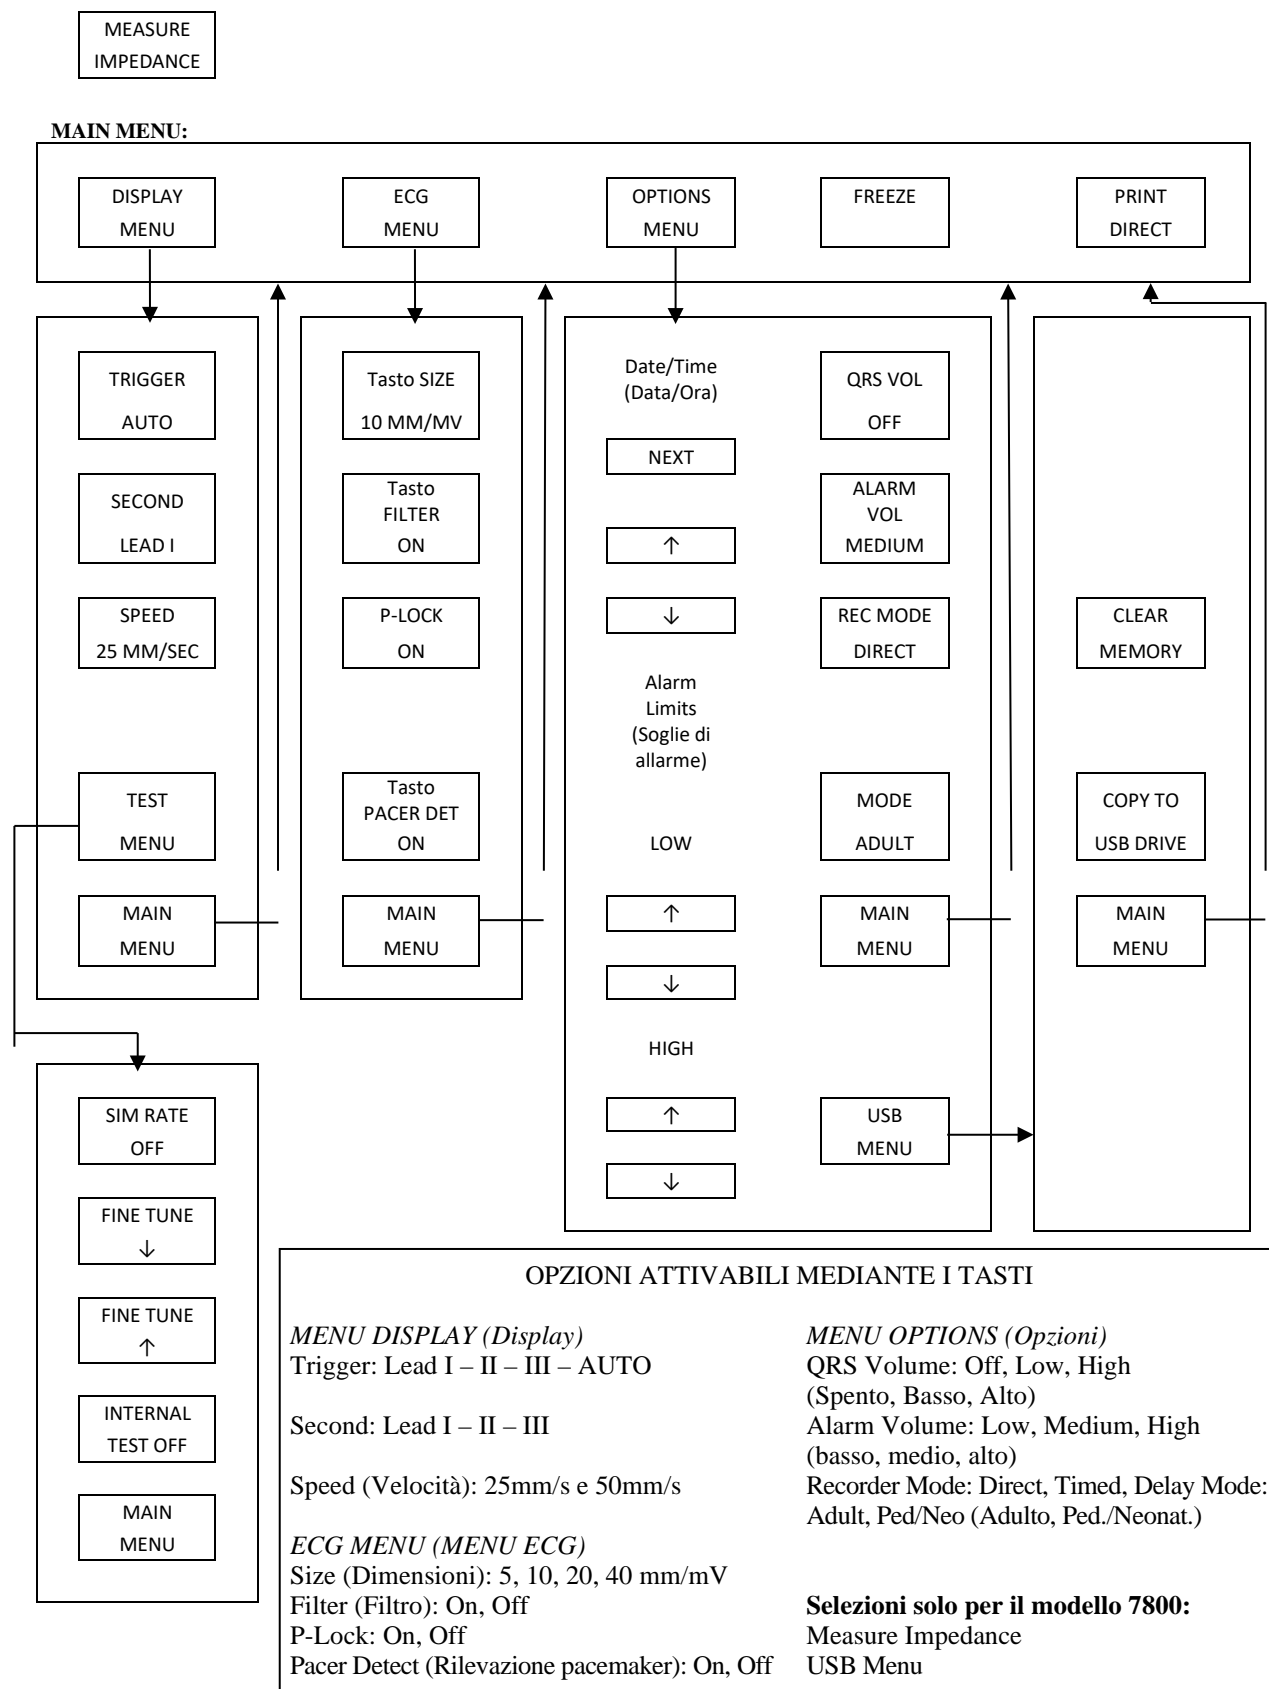 MEASURE
IMPEDANCE
MAIN MENU:
DISPLAY
MENU
ECG
MENU
OPTIONS
MENU
FREEZE
PRINT
DIRECT
TRIGGER
AUTO
SECOND
LEAD I
SPEED
25 MM/SEC
TEST
MENU
MAIN
MENU
Tasto SIZE
10 MM/MV
Tasto
FILTER
ON
P-LOCK
ON
Tasto
PACER DET
ON
MAIN
MENU
Date/Time
(Data/Ora)
NEXT
↑
↓
Alarm
Limits
(Soglie di
allarme)
LOW
↑
↓
HIGH
↑
↓
QRS VOL
OFF
ALARM
VOL
MEDIUM
REC MODE
DIRECT
MODE
ADULT
MAIN
MENU
USB
MENU
CLEAR
MEMORY
COPY TO
USB DRIVE
MAIN
MENU
SIM RATE
OFF
FINE TUNE
↓
FINE TUNE
↑
INTERNAL
TEST OFF
MAIN
MENU
OPZIONI ATTIVABILI MEDIANTE I TASTI
MENU DISPLAY (Display)
Trigger: Lead I – II – III – AUTO
Second: Lead I – II – III
Speed (Velocità): 25mm/s e 50mm/s
ECG MENU (MENU ECG)
Size (Dimensioni): 5, 10, 20, 40 mm/mV
Filter (Filtro): On, Off
P-Lock: On, Off
Pacer Detect (Rilevazione pacemaker): On, Off
MENU OPTIONS (Opzioni)
QRS Volume: Off, Low, High
(Spento, Basso, Alto)
Alarm Volume: Low, Medium, High
(basso, medio, alto)
Recorder Mode: Direct, Timed, Delay Mode:
Adult, Ped/Neo (Adulto, Ped./Neonat.)
Selezioni solo per il modello 7800:
Measure Impedance
USB Menu